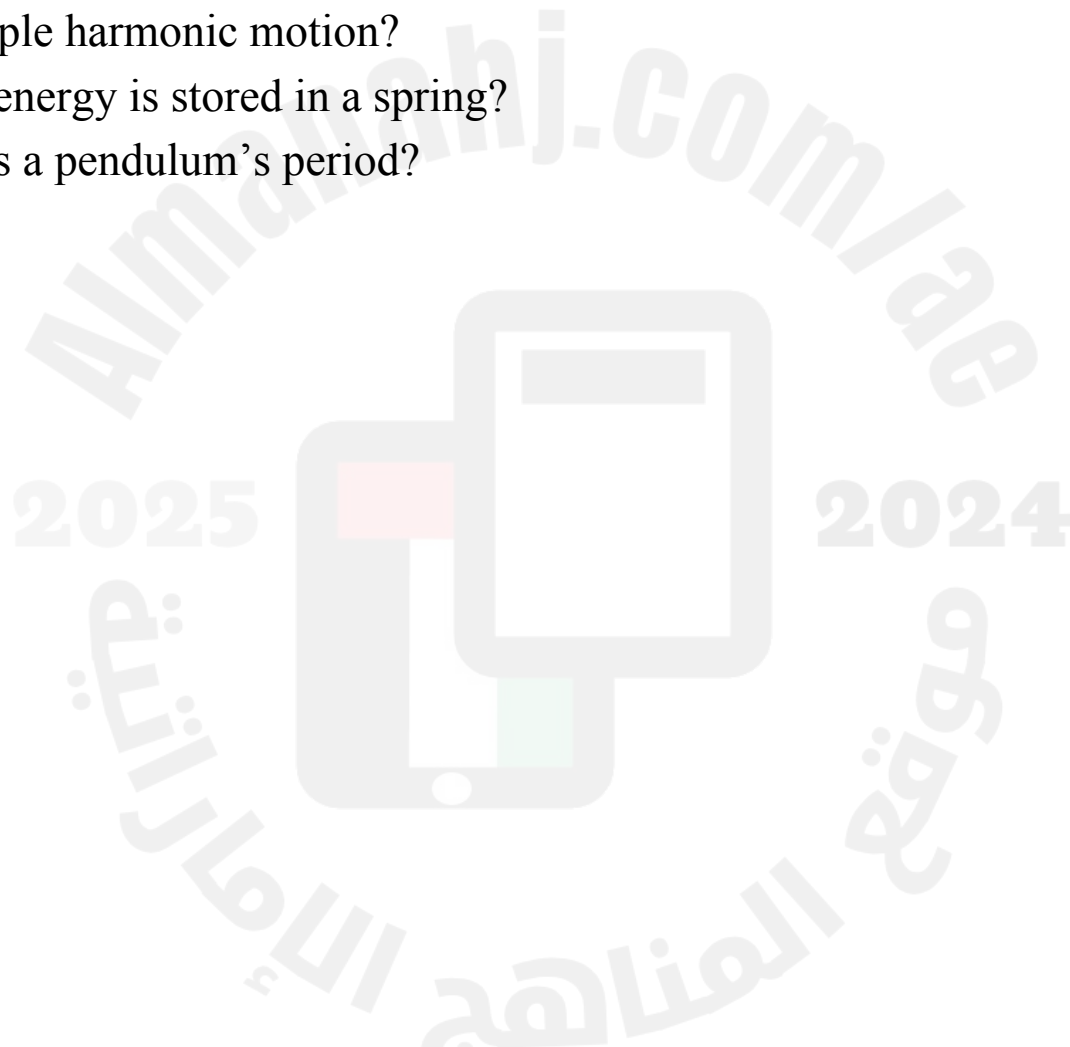 ple harmonic motion?
energy is stored in a spring?
s a pendulum’s period?
Almanahj.com/ae
2025
2024
موقع المناهج الإماراتية